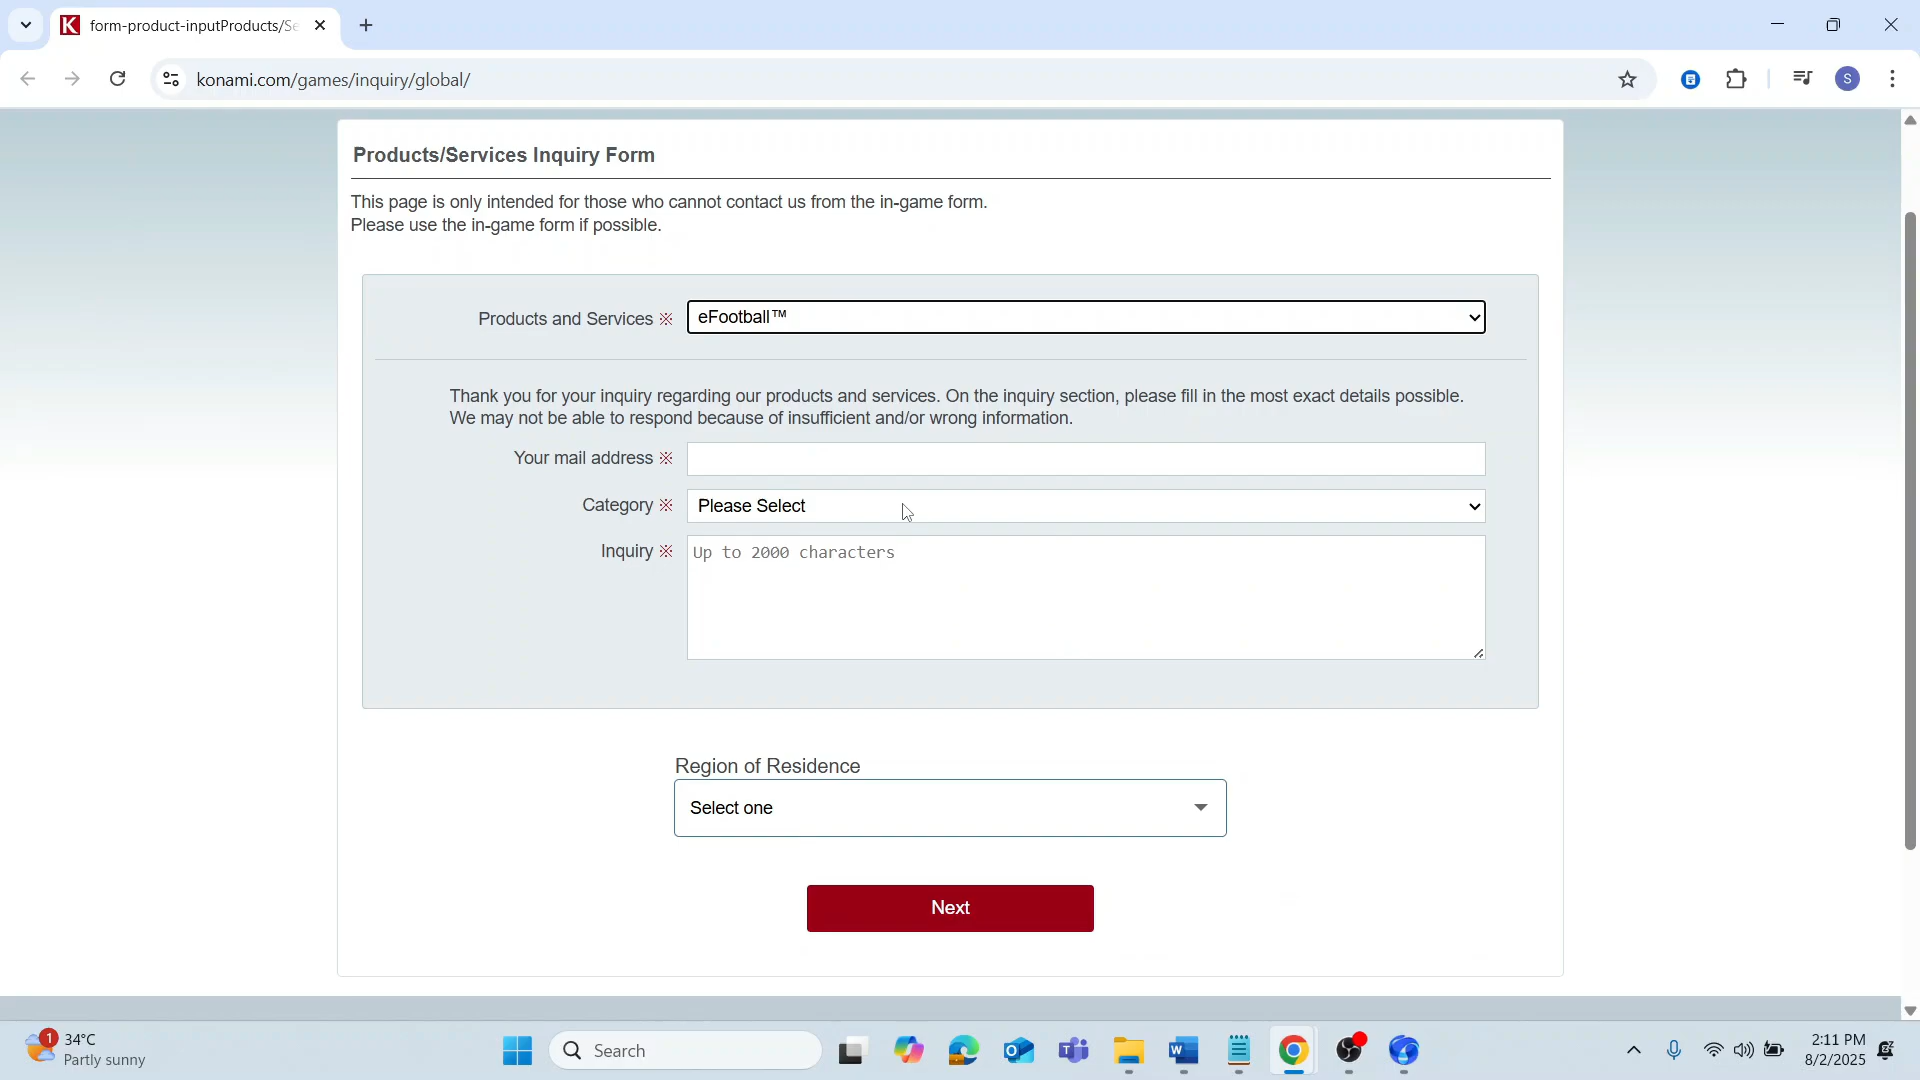 form-product-inputProducts/Se
konami.com/games/inquiry/global/
S
Products/Services Inquiry Form
This page is only intended for those who cannot contact us from the in-game form.
Please use the in-game form if possible.
Products and Services ※ eFootball™
Thank you for your inquiry regarding our products and services. On the inquiry section, please fill in the most exact details possible.
We may not be able to respond because of insufficient and/or wrong information.
Your mail address ※
Category ※ Please Select
Inquiry ※ Up to 2000 characters
Region of Residence
Select one
Next
1 34°C
Partly sunny
Search
2:11 PM
8/2/2025